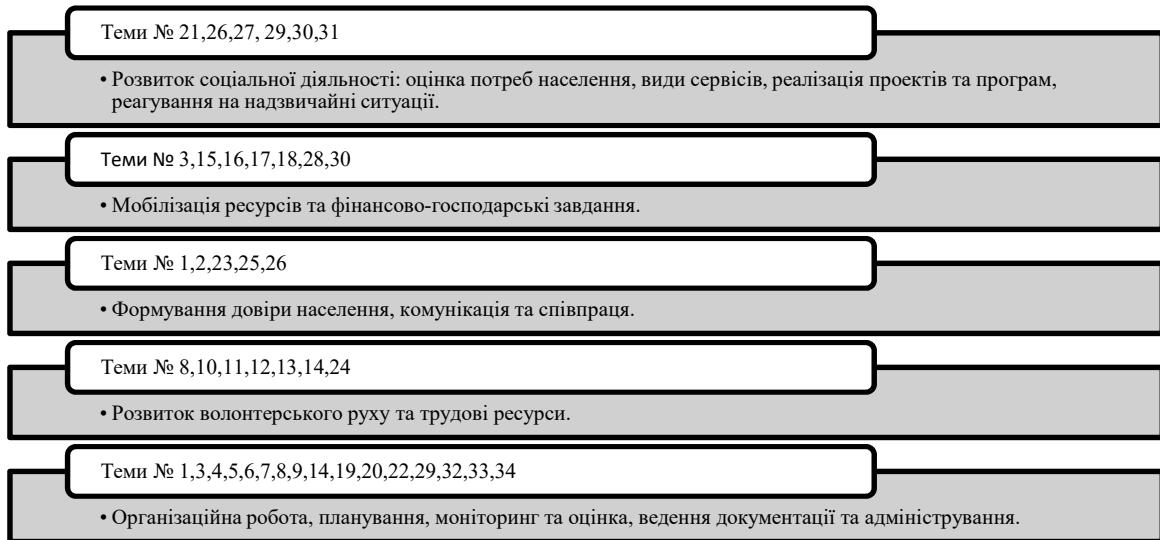 Теми № 21,26,27, 29,30,31
• Розвиток соціальної діяльності: оцінка потреб населення, види сервісів, реалізація проектів та програм,
реагування на надзвичайні ситуації.
Теми № 3,15,16,17,18,28,30
• Мобілізація ресурсів та фінансово-господарські завдання.
Теми № 1,2,23,25,26
• Формування довіри населення, комунікація та співпраця.
Теми № 8,10,11,12,13,14,24
• Розвиток волонтерського руху та трудові ресурси.
Теми № 1,3,4,5,6,7,8,9,14,19,20,22,29,32,33,34
• Організаційна робота, планування, моніторинг та оцінка, ведення документації та адміністрування.